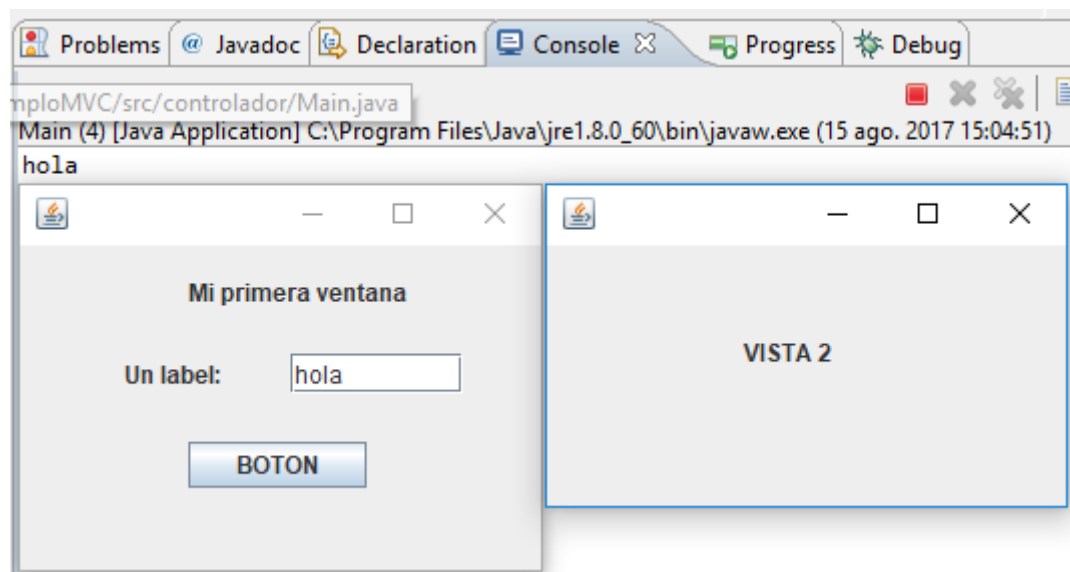 Problems @ Javadoc Declaration Console Progress Debug
mploMVC/src/controlador/Main.java
Main (4) [Java Application] C:\Program Files\Java\jre1.8.0_60\bin\javaw.exe (15 ago. 2017 15:04:51)
hola
Mi primera ventana
Un label: hola
BOTON
VISTA 2